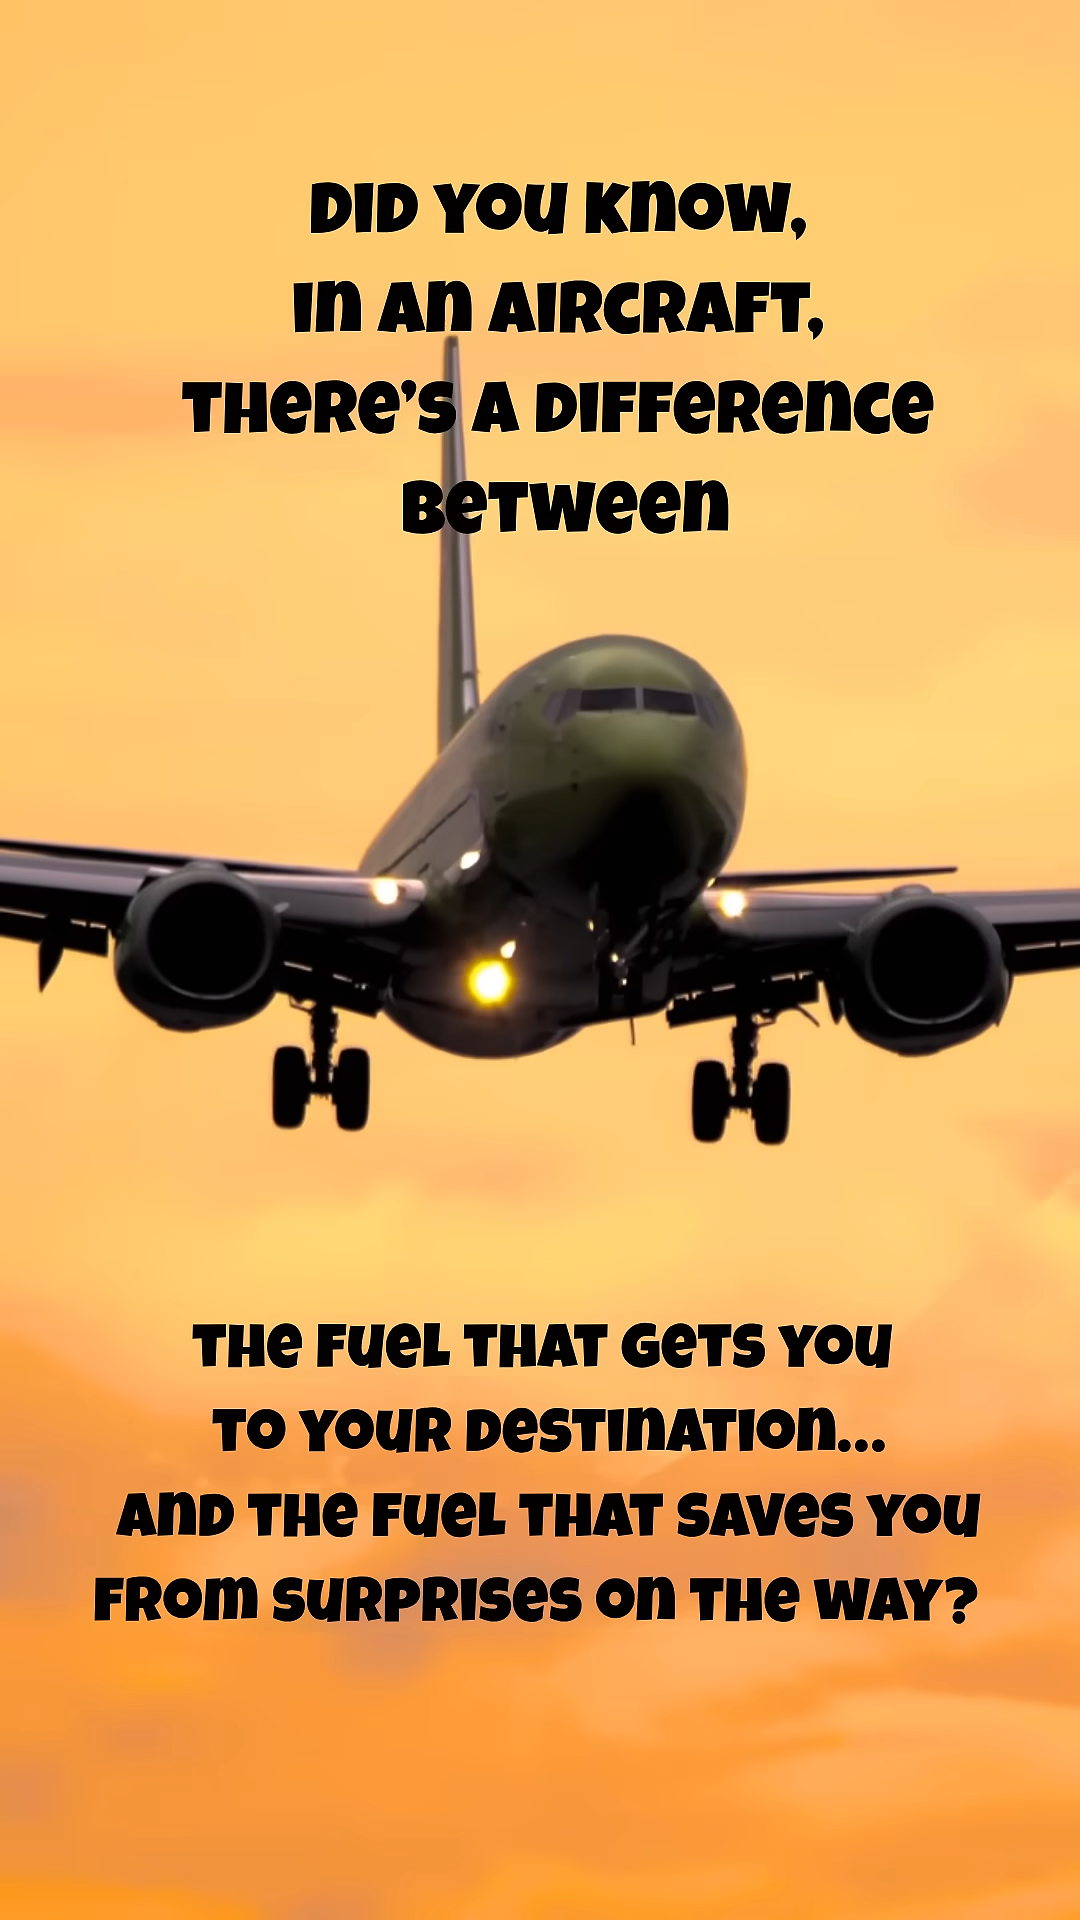 DID YOU KNOW,
IN AN AIRCRAFT,
THERE'S A DIFFERENCE
BETWEEN
THE FUEL THAT GETS YOU
TO YOUR DESTINATION...
AND THE FUEL THAT SAVES YOU
FROM SURPRISES ON THE WAY?